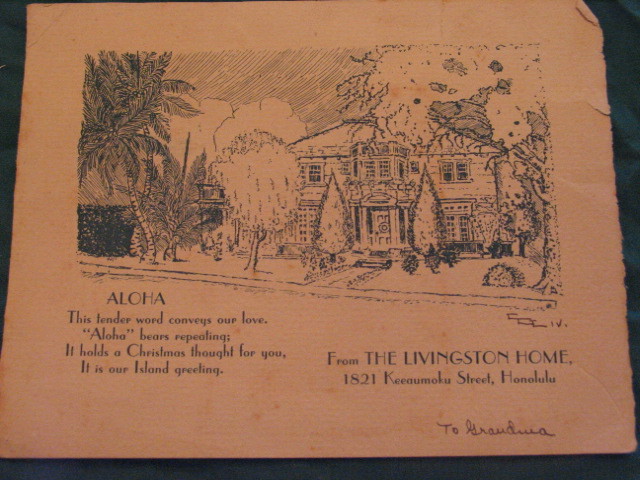 ALOHA
This tender word conveys our love.
"Aloha" bears repeating;
It holds a Christmas thought for you,
It is our Island greeting.
From THE LIVINGSTON HOME,
1821 Keeaumoku Street, Honolulu
To Grandma